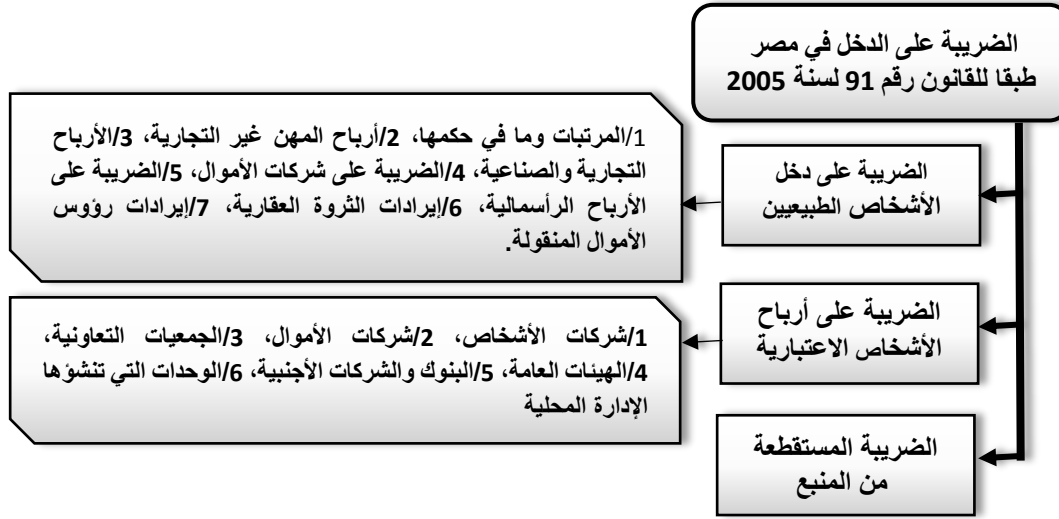 الضريبة على الدخل في مصر
طبقا للقانون رقم 91 لسنة 2005
الضريبة على دخل
الأشخاص الطبيعيين
1/المرتبات وما في حكمها، 2/أرباح المهن غير التجارية، 3/الأرباح
التجارية والصناعية، 4/الضريبة على شركات الأموال، 5/الضريبة على
الأرباح الرأسمالية، 6/إيرادات الثروة العقارية، 7/إيرادات رؤوس
الأموال المنقولة.
الضريبة على أرباح
الأشخاص الاعتبارية
1/شركات الأشخاص، 2/شركات الأموال، 3/الجمعيات التعاونية،
4/الهيئات العامة، 5/البنوك والشركات الأجنبية، 6/الوحدات التي تنشؤها
الإدارة المحلية
الضريبة المستقطعة
من المنبع